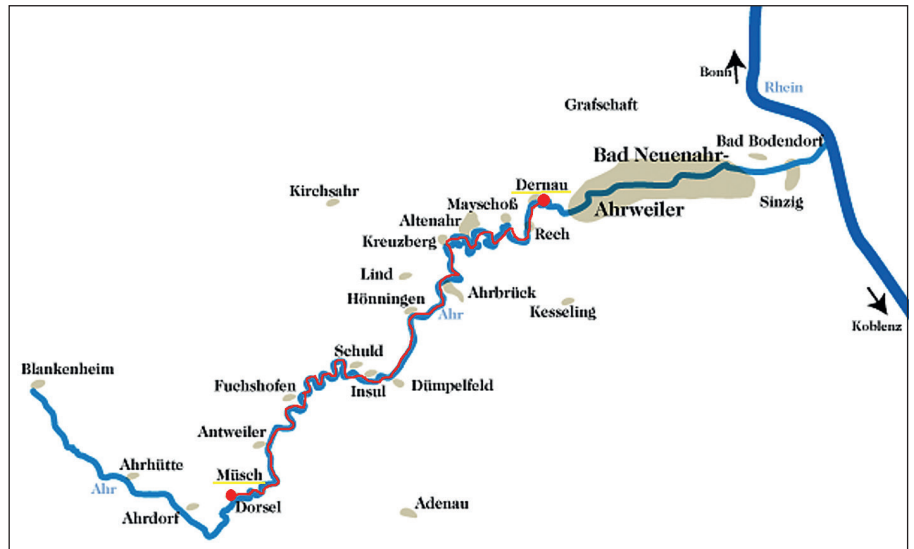 Bonn
Rhein
Grafschaft
Bad Bodendorf
Bad Neuenahr-
Ahrweiler
Sinzig
Dernau
Kirchsahr
Mayschoß
Altenahr
Kreuzberg
Rech
Lind
Ahrbrück
Hönningen
Ahr
Kesseling
Koblenz
Schuld
Blankenheim
Fuchshofen
Insul
Dümpelfeld
Antweiler
Ahrhütte
Müsch
Ahr
Ahrdorf
Dorsel
Adenau